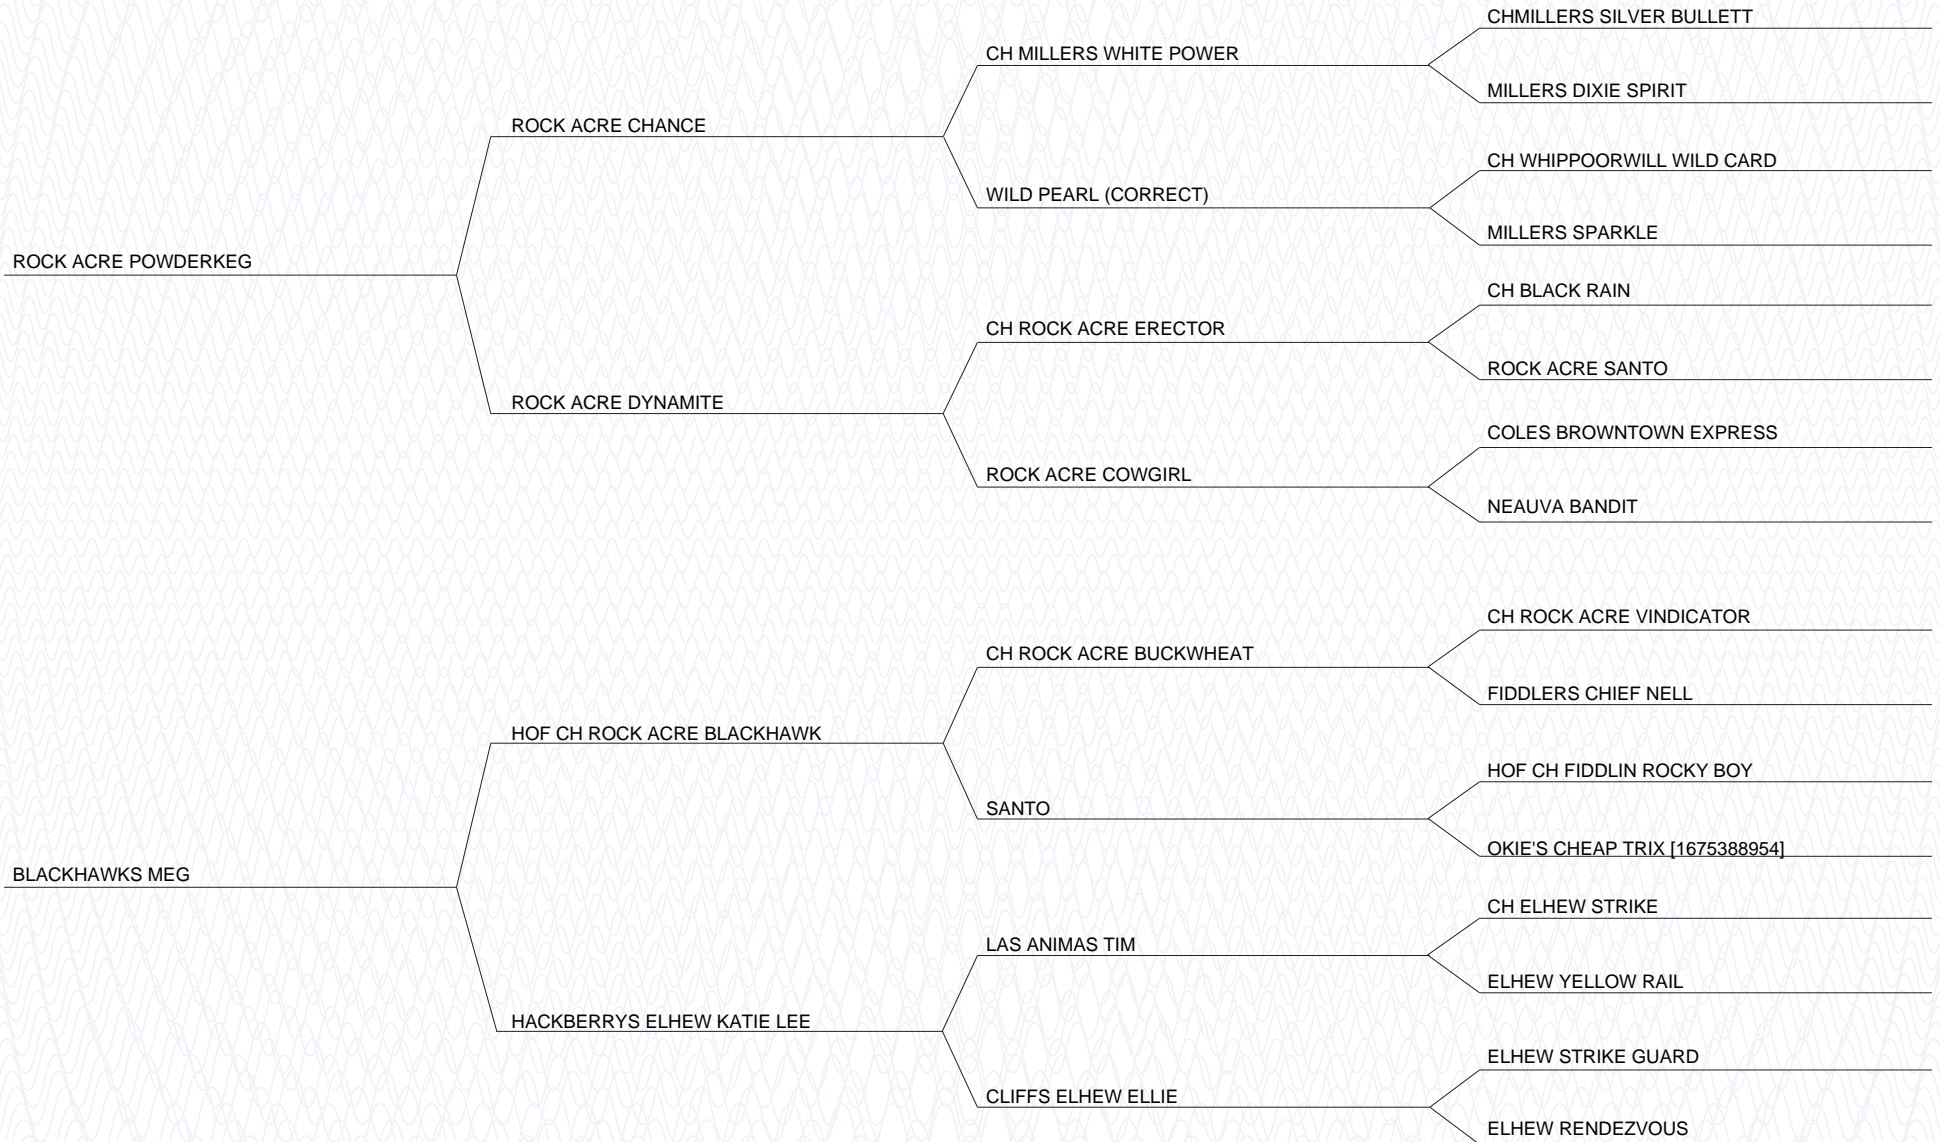 CHMILLERS SILVER BULLETT
CH MILLERS WHITE POWER
MILLERS DIXIE SPIRIT
ROCK ACRE CHANCE
CH WHIPPOORWILL WILD CARD
WILD PEARL (CORRECT)
MILLERS SPARKLE
ROCK ACRE POWDERKEG
CH BLACK RAIN
CH ROCK ACRE ERECTOR
ROCK ACRE SANTO
ROCK ACRE DYNAMITE
COLES BROWNTOWN EXPRESS
ROCK ACRE COWGIRL
NEAUVA BANDIT
CH ROCK ACRE VINDICATOR
CH ROCK ACRE BUCKWHEAT
FIDDLERS CHIEF NELL
HOF CH ROCK ACRE BLACKHAWK
HOF CH FIDDLIN ROCKY BOY
SANTO
OKIE'S CHEAP TRIX [1675388954]
BLACKHAWKS MEG
CH ELHEW STRIKE
LAS ANIMAS TIM
ELHEW YELLOW RAIL
HACKBERRYS ELHEW KATIE LEE
ELHEW STRIKE GUARD
CLIFFS ELHEW ELLIE
ELHEW RENDEZVOUS